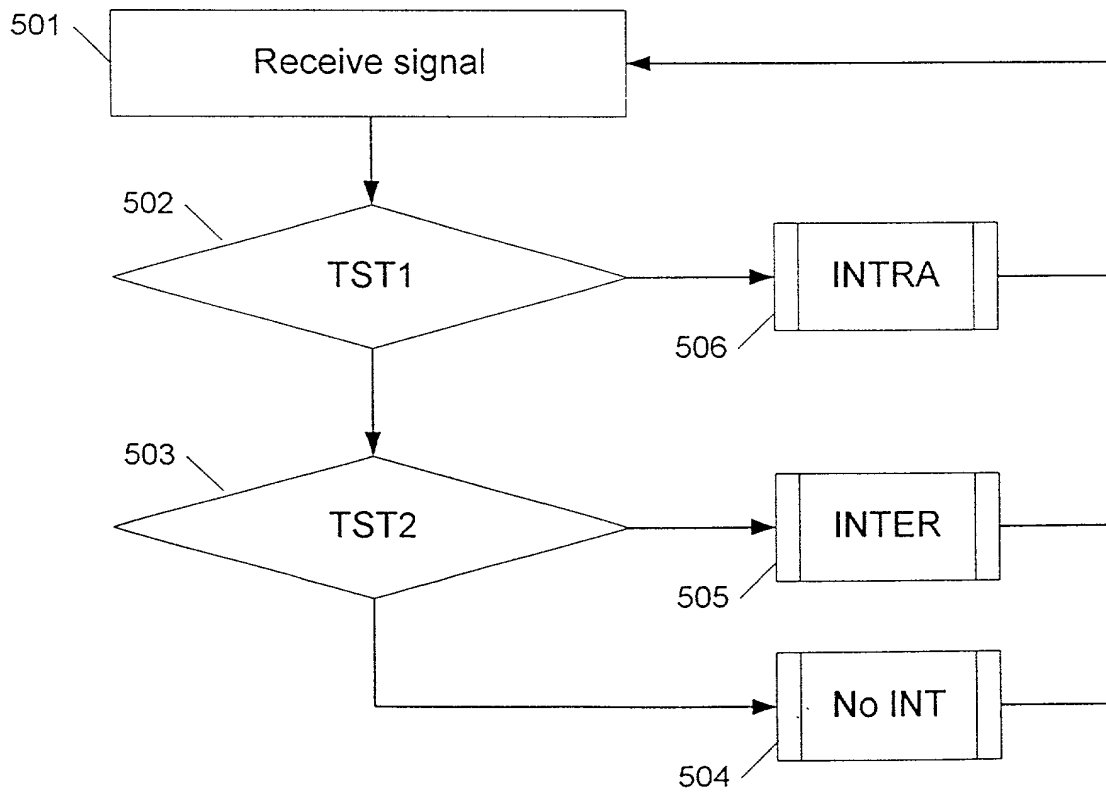 501
Receive signal
502
TST1
INTRA
506
503
TST2
INTER
505
No INT
504